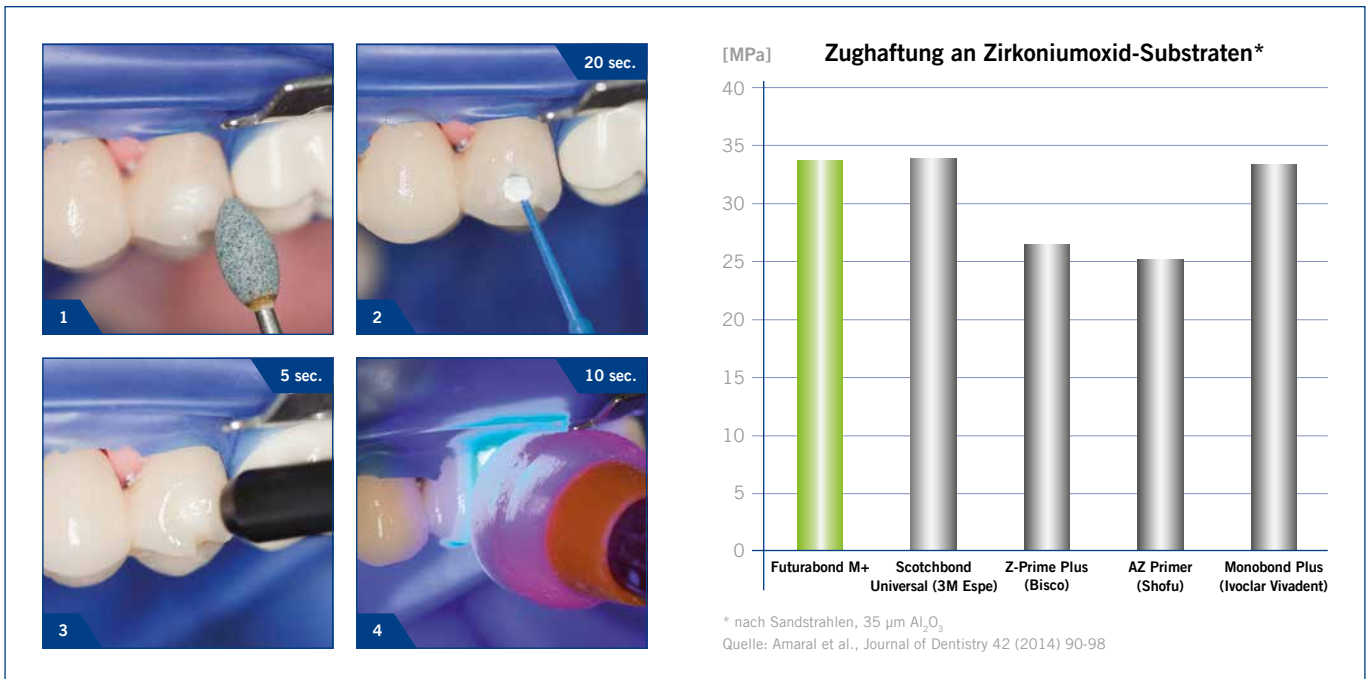 1
20 sec.
2
5 sec.
3
10 sec.
4
[MPa]
Zughaftung an Zirkoniumoxid-Substraten*
40
35
30
25
20
15
10
5
0
Futurabond M+
Scotchbond
Universal (3M Espe)
Z-Prime Plus
(Bisco)
AZ Primer
(Shofu)
Monobond Plus
(Ivoclar Vivadent)
* nach Sandstrahlen, 35 µm Al₂O₃
Quelle: Amaral et al., Journal of Dentistry 42 (2014) 90-98